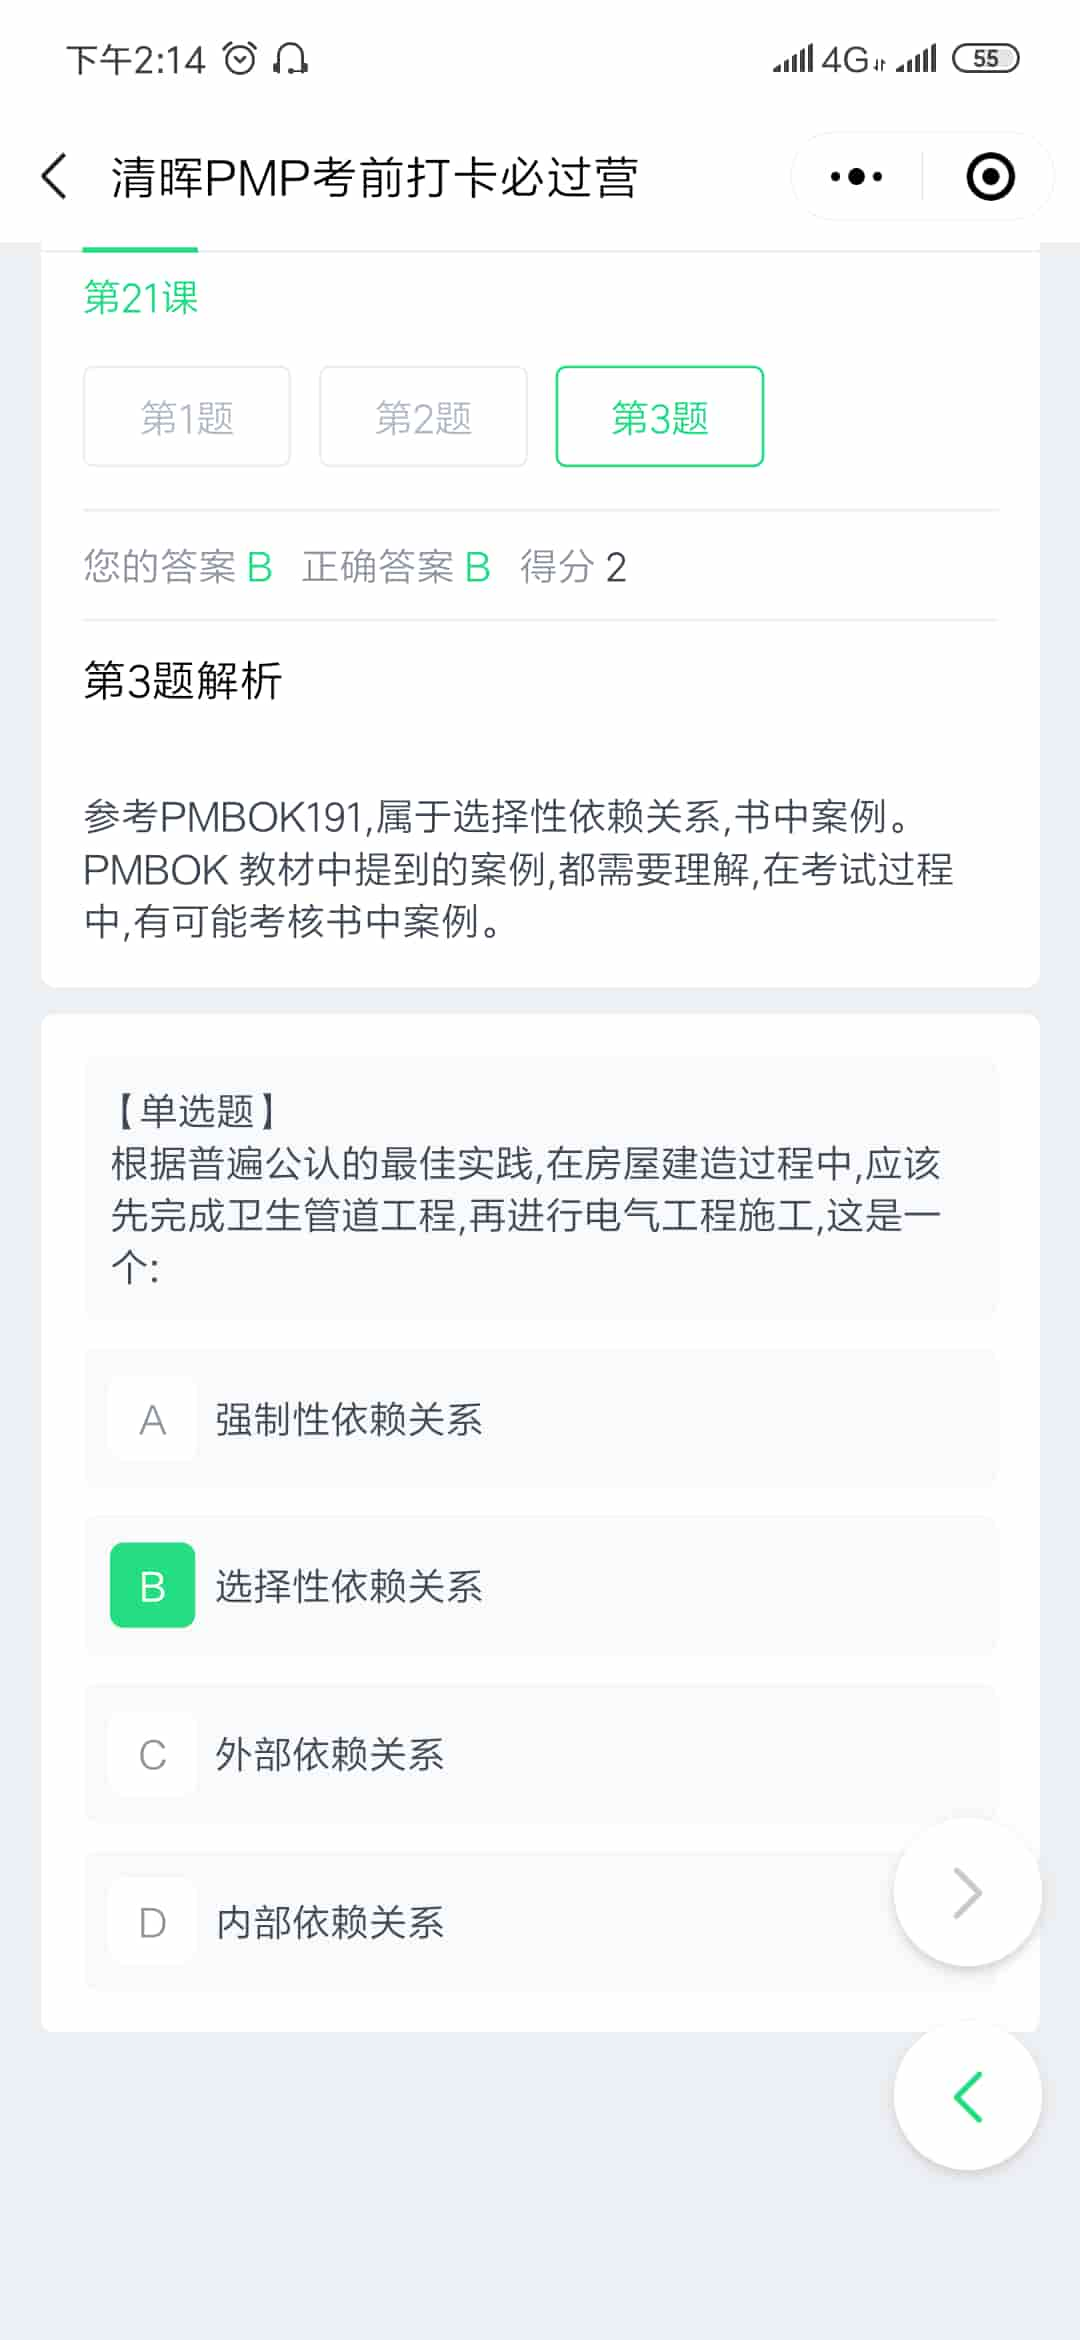 下午2:14 4G 55
清晖PMP考前打卡必过营
第21课
第1题 第2题 第3题
您的答案 B 正确答案 B 得分 2
第3题解析
参考PMBOK191,属于选择性依赖关系,书中案例。
PMBOK 教材中提到的案例,都需要理解,在考试过程
中,有可能考核书中案例。
【单选题】
根据普遍公认的最佳实践,在房屋建造过程中,应该
先完成卫生管道工程,再进行电气工程施工,这是一
个:
A 强制性依赖关系
B 选择性依赖关系
C 外部依赖关系
D 内部依赖关系